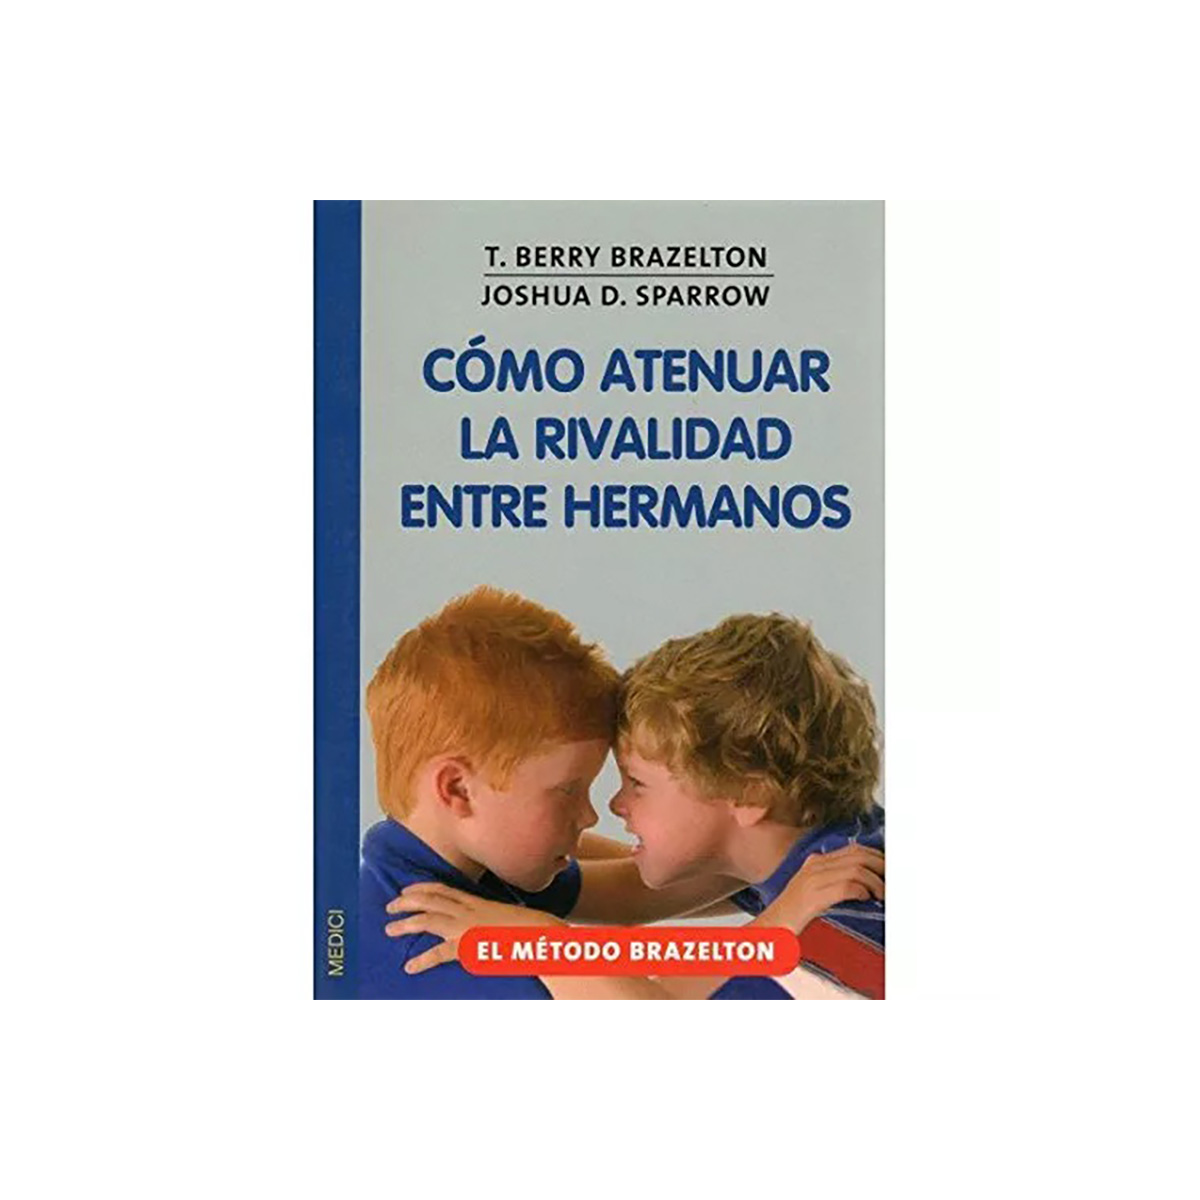 T. BERRY BRAZELTON
JOSHUA D. SPARROW
CÓMO ATENUAR
LA RIVALIDAD
ENTRE HERMANOS
EL MÉTODO BRAZELTON
MEDICI